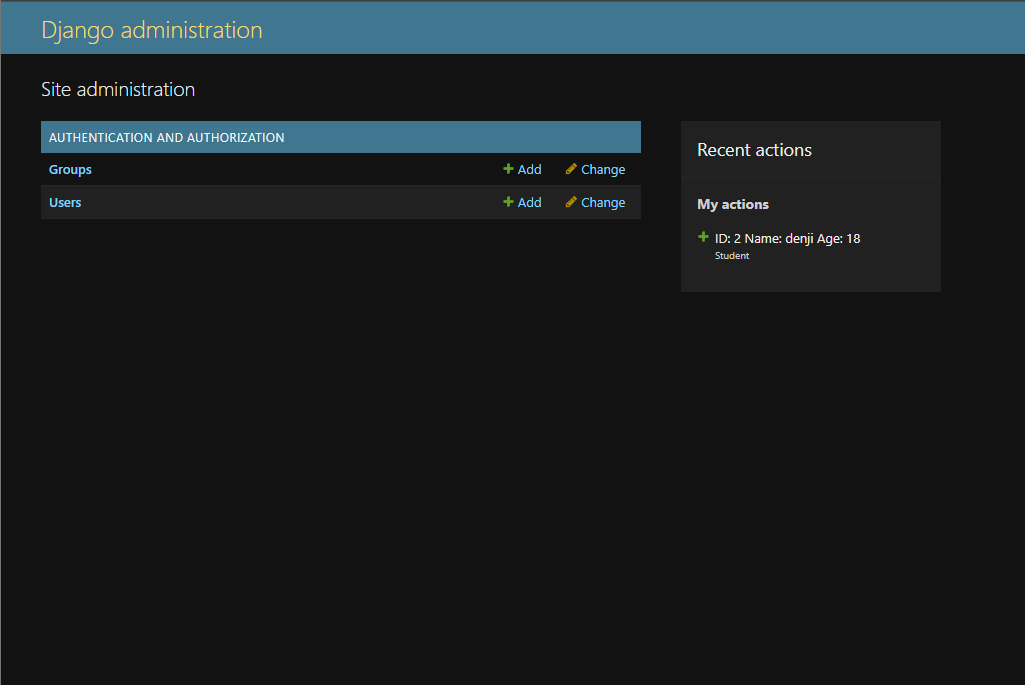 Django administration
Site administration
AUTHENTICATION AND AUTHORIZATION
Groups Add Change
Users Add Change
Recent actions
My actions
ID: 2 Name: denji Age: 18
Student